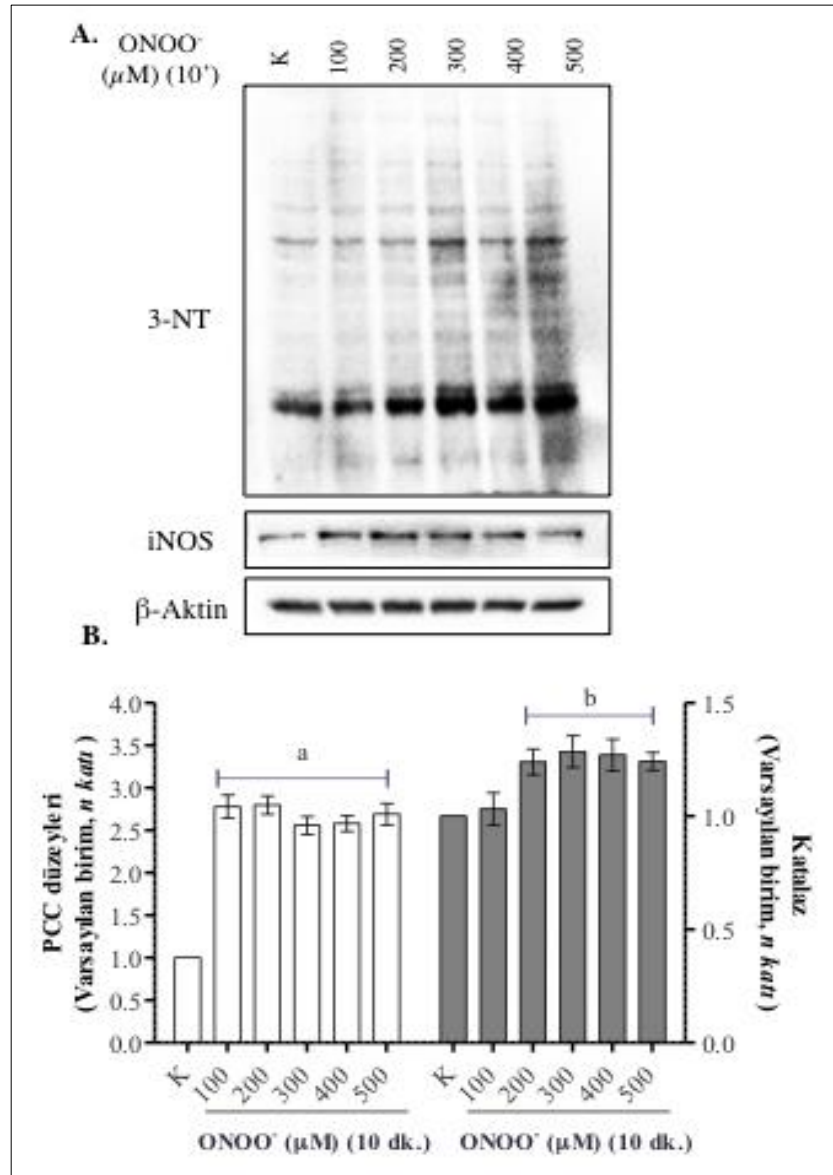 A.
ONOO⁻
(µM) (10')
K 100 200 300 400 500
3-NT
iNOS
β-Aktin
B.
PCC düzeyleri
(Varsayılan birim, n katı)
4.0
3.5
3.0
2.5
2.0
1.5
1.0
0.5
0.0
a
b
1.5
1.0
0.5
0.0
Katalaz
(Varsayılan birim, n katı)
K 100 200 300 400 500 K 100 200 300 400 500
ONOO⁻ (µM) (10 dk.) ONOO⁻ (µM) (10 dk.)